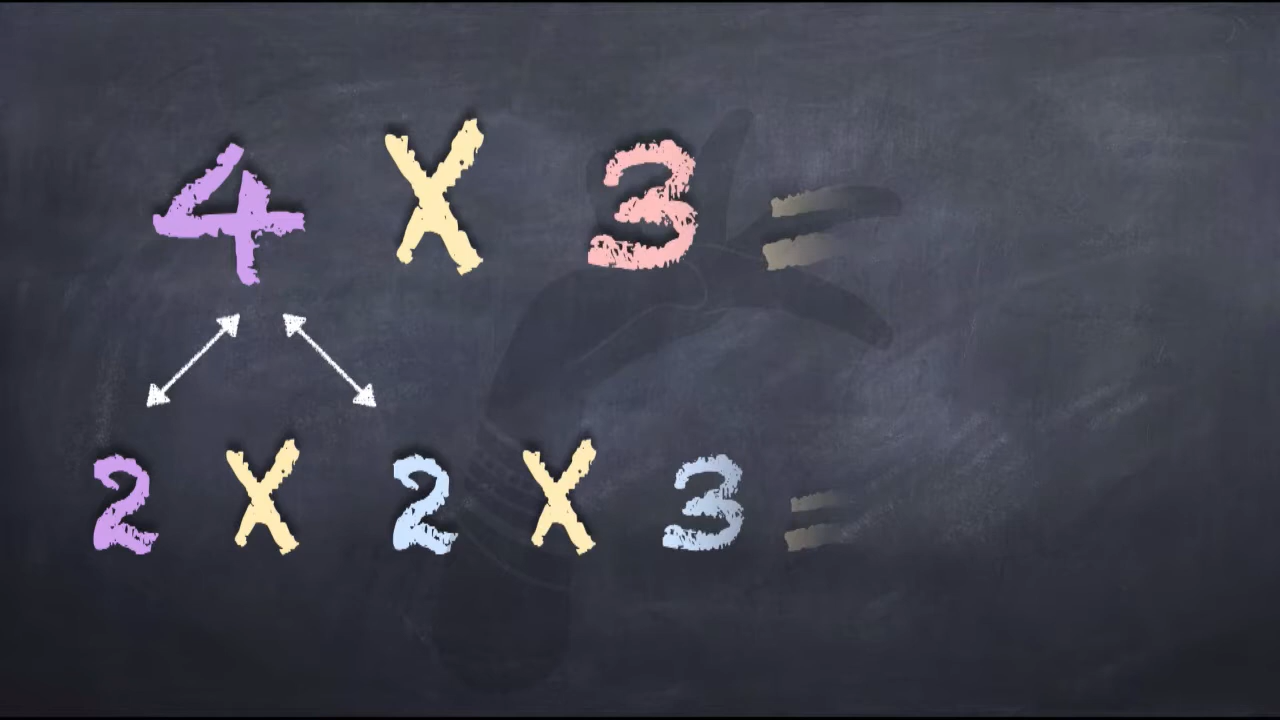 4 X 3 =
2 X 2 X 3 =